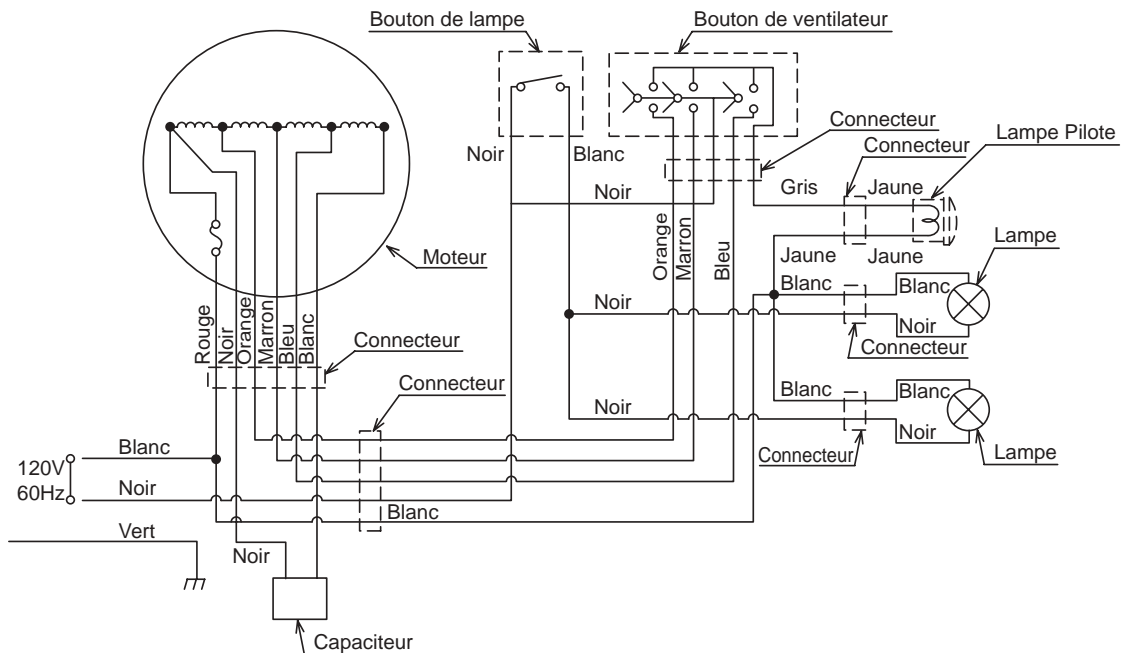 Bouton de lampe
Bouton de ventilateur
Connecteur
Connecteur
Lampe Pilote
Noir
Blanc
Noir
Gris
Jaune
Orange
Marron
Bleu
Moteur
Jaune
Jaune
Lampe
Blanc
Blanc
Noir
Noir
Connecteur
Rouge
Noir
Orange
Marron
Bleu
Blanc
Connecteur
Connecteur
Blanc
Blanc
Noir
Noir
Connecteur
Lampe
Blanc
120V
60Hz
Noir
Blanc
Vert
Noir
Capaciteur